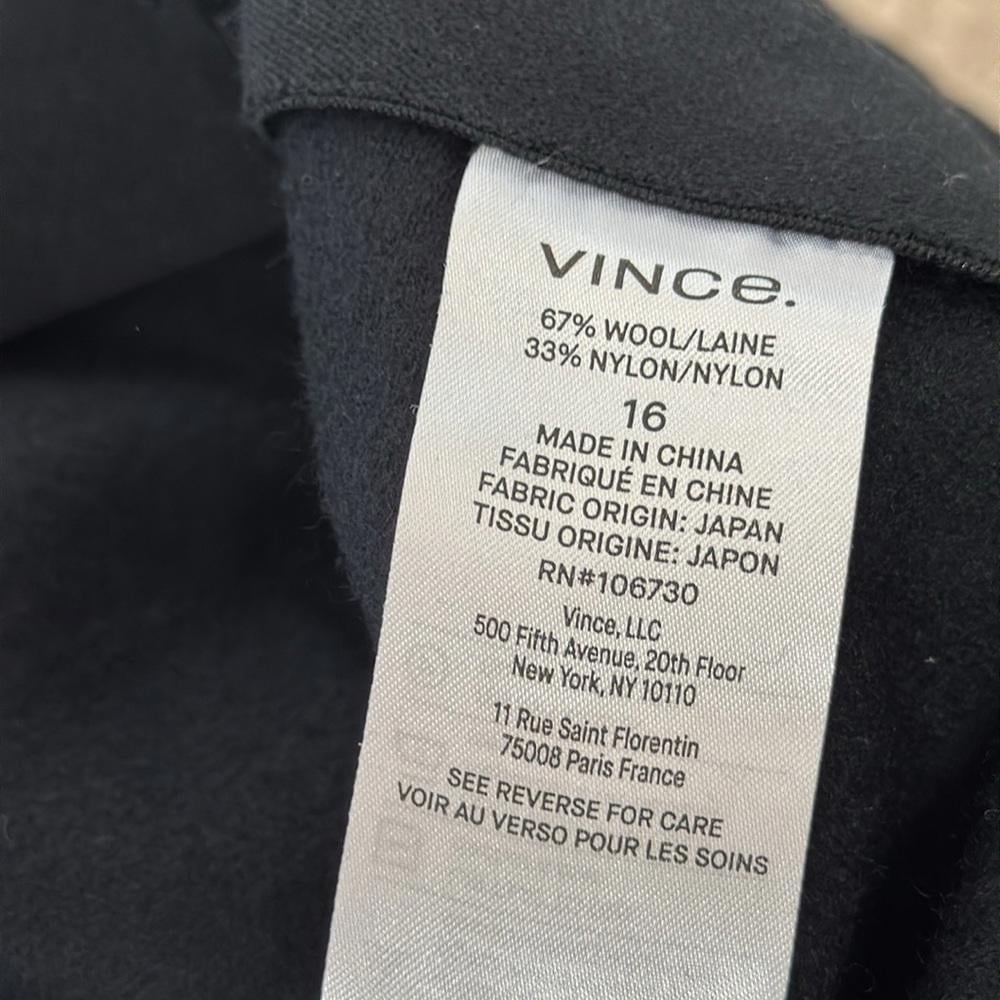 VINCE.
67% WOOL/LAINE
33% NYLON/NYLON
16
MADE IN CHINA
FABRIQUÉ EN CHINE
FABRIC ORIGIN: JAPAN
TISSU ORIGINE: JAPON
RN#106730
Vince, LLC
500 Fifth Avenue, 20th Floor
New York, NY 10110
11 Rue Saint Florentin
75008 Paris France
SEE REVERSE FOR CARE
VOIR AU VERSO POUR LES SOINS